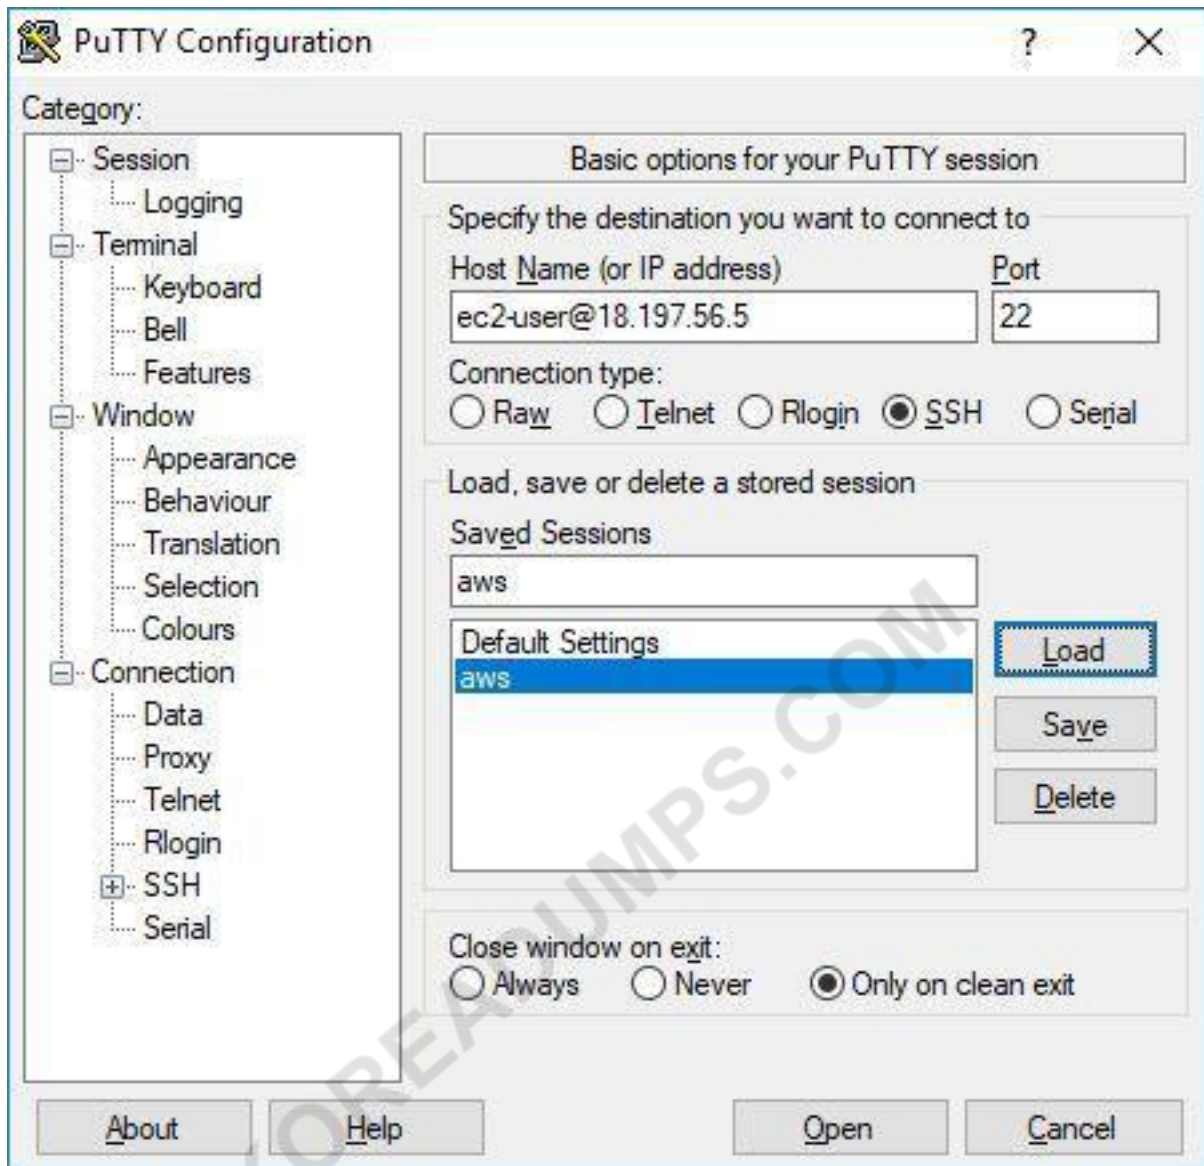 PuTTY Configuration
?
Category:
Session
Logging
Terminal
Keyboard
Bell
Features
Window
Appearance
Behaviour
Translation
Selection
Colours
Connection
Data
Proxy
Telnet
Rlogin
SSH
Serial
Basic options for your PuTTY session
Specify the destination you want to connect to
Host Name (or IP address) Port
ec2-user@18.197.56.5 22
Connection type:
Raw Telnet Rlogin SSH Serial
Load, save or delete a stored session
Saved Sessions
aws
Default Settings
aws
Load
Save
Delete
Close window on exit:
Always Never Only on clean exit
About Help Open Cancel
KOREADUMPS.COM